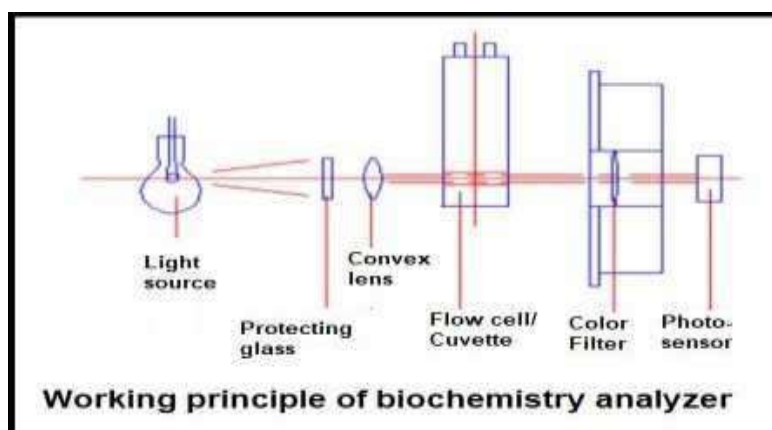 Light
source
Protecting
glass
Convex
lens
Flow cell/
Cuvette
Color
Filter
Photo-
sensor
Working principle of biochemistry analyzer